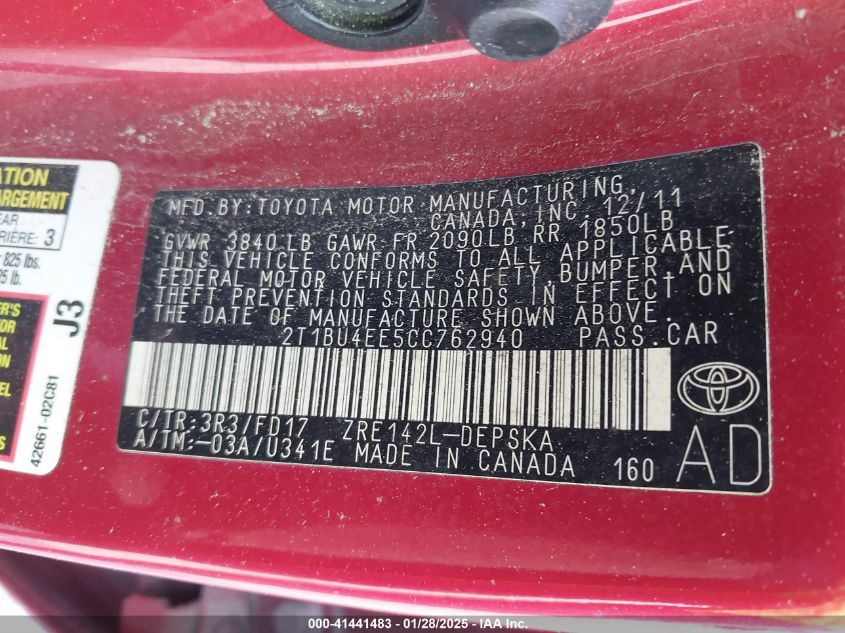 ATION
ARGEMENT
EAR
RIÈRE: 3
825 lbs.
5 lb.
J3
42661-02C81
MFD.BY:TOYOTA MOTOR MANUFACTURING,
CANADA,INC. 12/11
GVWR 3840LB GAWR FR 2090LB RR 1850LB
THIS VEHICLE CONFORMS TO ALL APPLICABLE
FEDERAL MOTOR VEHICLE SAFETY,BUMPER,AND
THEFT PREVENTION STANDARDS IN EFFECT ON
THE DATE OF MANUFACTURE SHOWN ABOVE.
2T1BU4EE5CC762940 PASS.CAR
C/TR:3R3/FD17 ZRE142L-DEPSKA
A/TM:-03A/U341E MADE IN CANADA 160
AD
000-41441483 - 01/28/2025 - IAA Inc.